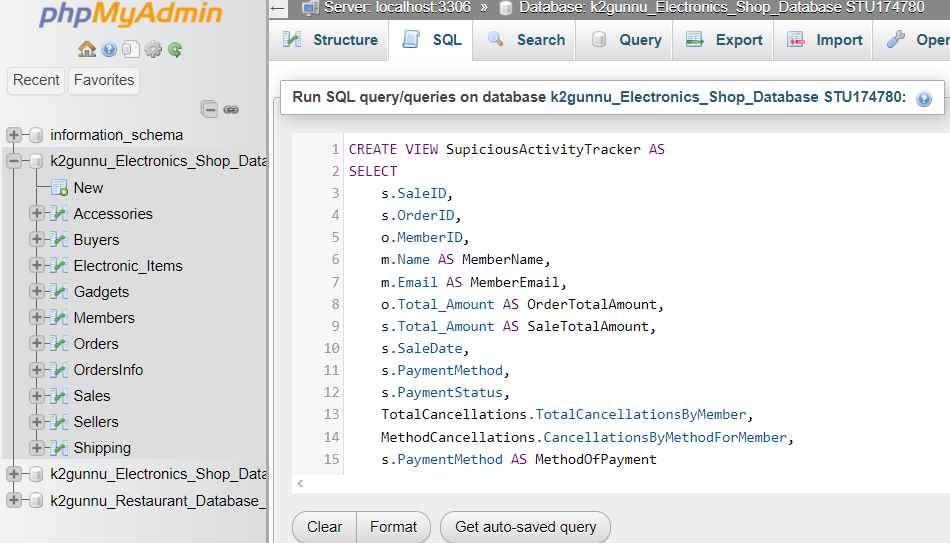 phpMyAdmin
Recent Favorites
information_schema
k2gunnu_Electronics_Shop_Data
New
Accessories
Buyers
Electronic_Items
Gadgets
Members
Orders
OrdersInfo
Sales
Sellers
Shipping
k2gunnu_Electronics_Shop_Data
k2gunnu_Restaurant_Database_
Server: localhost:3306 » Database: k2gunnu_Electronics_Shop_Database STU174780
Structure SQL Search Query Export Import Oper
Run SQL query/queries on database k2gunnu_Electronics_Shop_Database STU174780:
1 CREATE VIEW SupiciousActivityTracker AS
2 SELECT
3 s.SaleID,
4 s.OrderID,
5 o.MemberID,
6 m.Name AS MemberName,
7 m.Email AS MemberEmail,
8 o.Total_Amount AS OrderTotalAmount,
9 s.Total_Amount AS SaleTotalAmount,
10 s.SaleDate,
11 s.PaymentMethod,
12 s.PaymentStatus,
13 TotalCancellations.TotalCancellationsByMember,
14 MethodCancellations.CancellationsByMethodForMember,
15 s.PaymentMethod AS MethodOfPayment
Clear Format Get auto-saved query